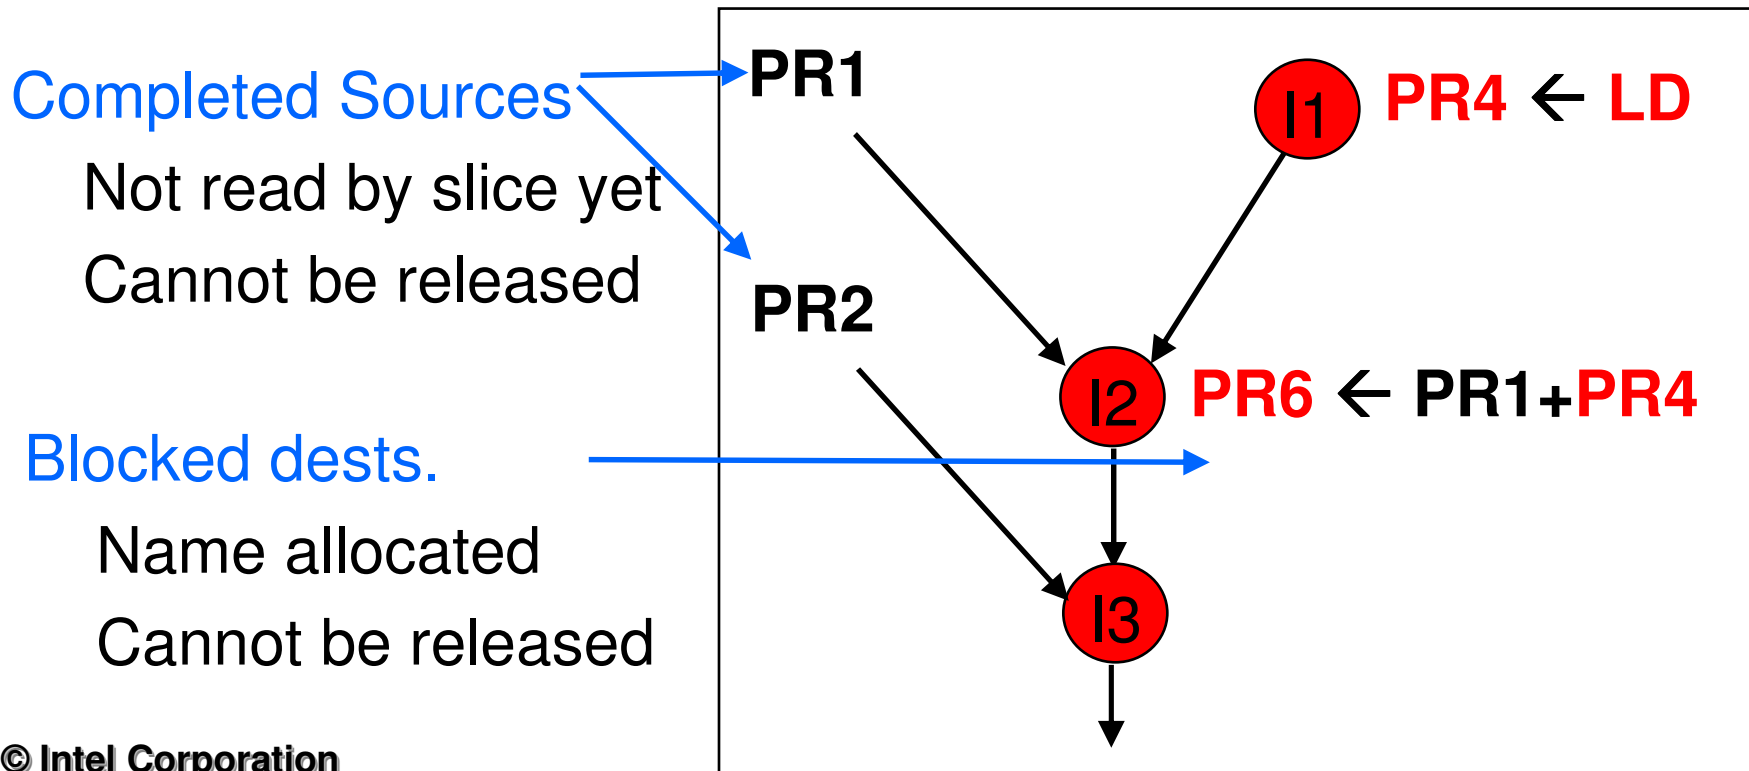 Completed Sources
Not read by slice yet
Cannot be released
Blocked dests.
Name allocated
Cannot be released
PR1
I1 PR4 ← LD
PR2
I2 PR6 ← PR1+PR4
I3
© Intel Corporation